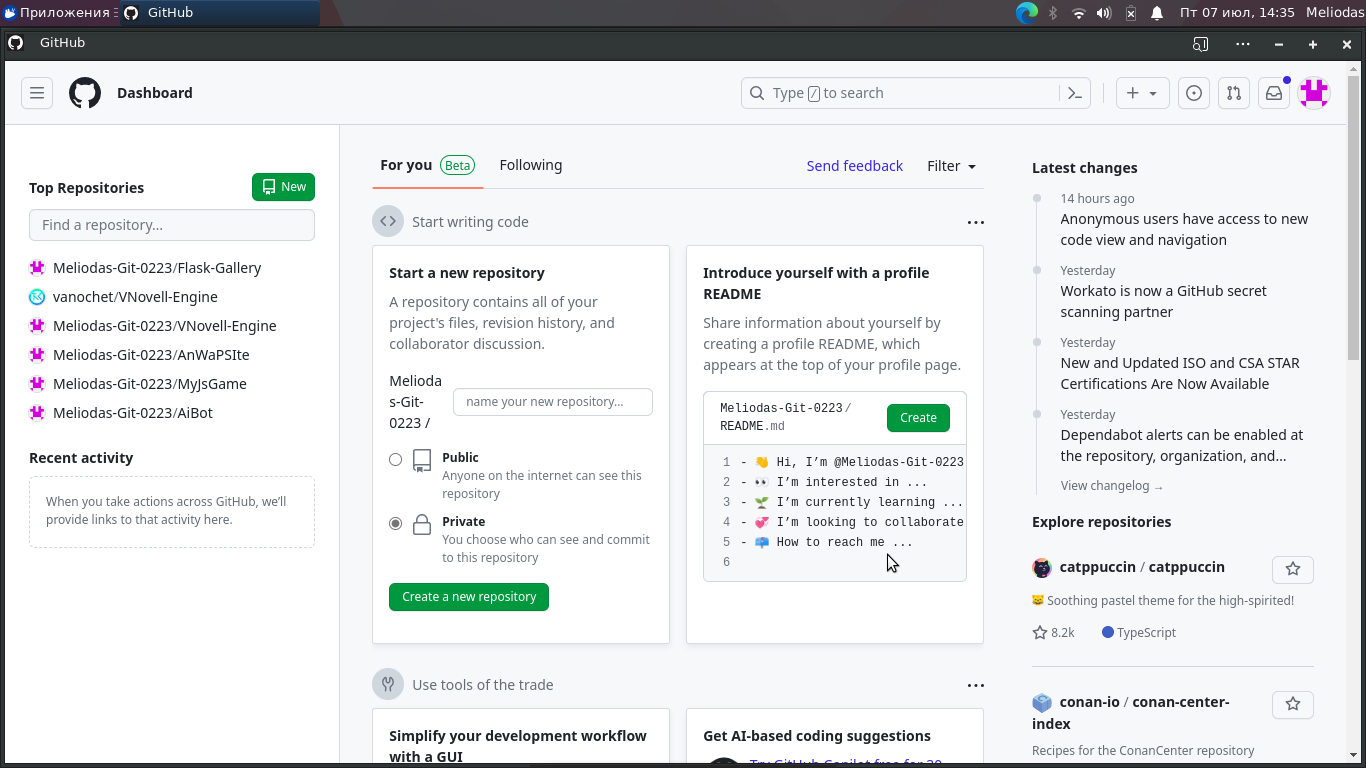 Приложения
GitHub
Пт 07 июл, 14:35
Meliodas
GitHub
Dashboard
Type / to search
Top Repositories
New
Find a repository…
Meliodas-Git-0223/Flask-Gallery
vanochet/VNovell-Engine
Meliodas-Git-0223/VNovell-Engine
Meliodas-Git-0223/AnWaPSIte
Meliodas-Git-0223/MyJsGame
Meliodas-Git-0223/AiBot
Recent activity
When you take actions across GitHub, we’ll
provide links to that activity here.
For you Beta
Following
Send feedback
Filter
Start writing code
Start a new repository
A repository contains all of your
project's files, revision history, and
collaborator discussion.
Melioda
s-Git-
0223 /
name your new repository...
Public
Anyone on the internet can see this
repository
Private
You choose who can see and commit
to this repository
Create a new repository
Introduce yourself with a profile
README
Share information about yourself by
creating a profile README, which
appears at the top of your profile page.
Meliodas-Git-0223/
README.md
Create
1 - 👋 Hi, I’m @Meliodas-Git-0223
2 - 👀 I’m interested in ...
3 - 🌱 I’m currently learning ...
4 - 💞️ I’m looking to collaborate
5 - 📫 How to reach me ...
6
Use tools of the trade
Simplify your development workflow
with a GUI
Get AI-based coding suggestions
Try GitHub Copilot free for 30
Latest changes
14 hours ago
Anonymous users have access to new
code view and navigation
Yesterday
Workato is now a GitHub secret
scanning partner
Yesterday
New and Updated ISO and CSA STAR
Certifications Are Now Available
Yesterday
Dependabot alerts can be enabled at
the repository, organization, and…
View changelog →
Explore repositories
catppuccin / catppuccin
😸 Soothing pastel theme for the high-spirited!
8.2k
TypeScript
conan-io / conan-center-
index
Recipes for the ConanCenter repository